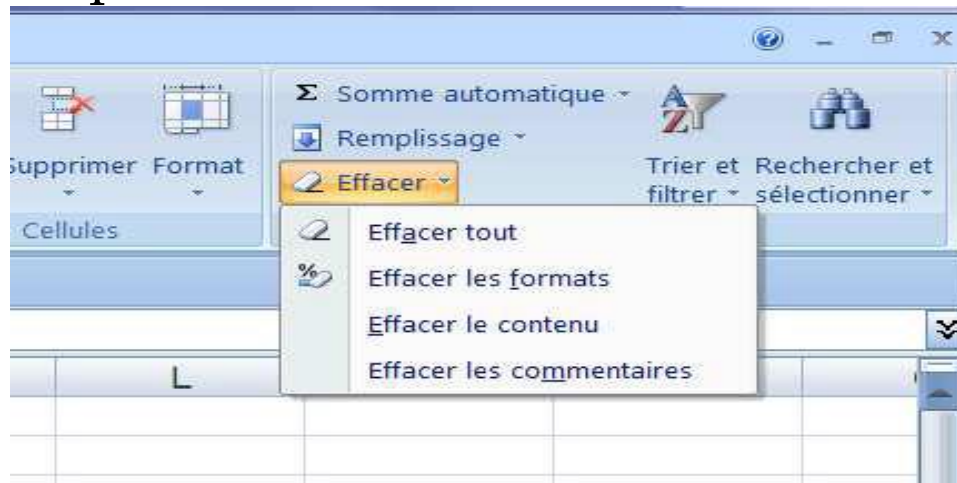 Σ Somme automatique
Remplissage
Effacer
Supprimer Format
Trier et filtrer
Rechercher et sélectionner
Cellules
Effacer tout
Effacer les formats
Effacer le contenu
Effacer les commentaires
L